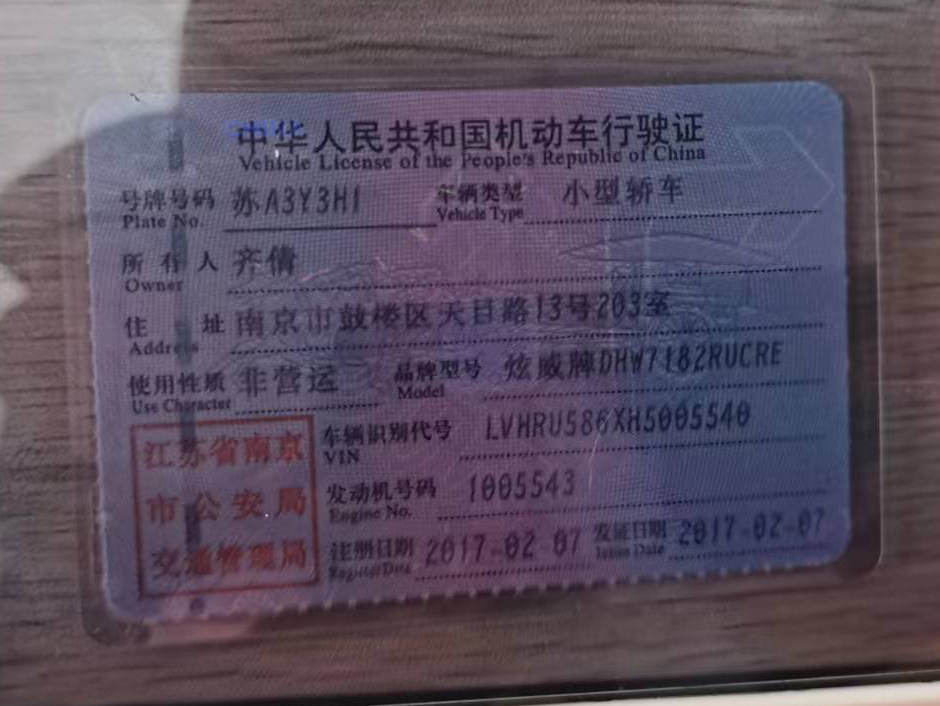 中华人民共和国机动车行驶证
Vehicle License of the People's Republic of China
号牌号码 苏A3Y3H1 车辆类型 小型轿车
Plate No. Vehicle Type
所有人 齐倩
Owner
住址 南京市鼓楼区天目路13号203室
Address
使用性质 非营运 品牌型号 炫威牌DHW7182RUCRE
Use Character Model
江苏省南京
市公安局
交通管理局
车辆识别代号 LVHRU586XH5005540
VIN
发动机号码 1005543
Engine No.
注册日期 2017-02-07 发证日期 2017-02-07
Register Date Issue Date